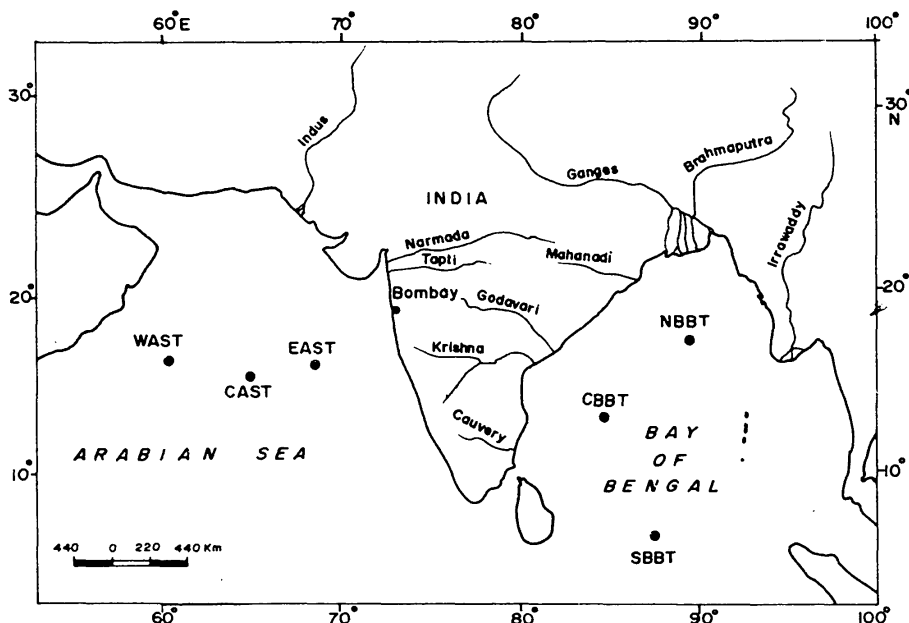 60°E 70° 80° 90° 100°
30° 30°
N
Indus
Ganges
Brahmaputra
Irrawaddy
INDIA
Narmada
Tapti
Mahanadi
20° 20°
Bombay
Godavari
Krishna
Cauvery
WAST
CAST
EAST
NBBT
CBBT
SBBT
ARABIAN SEA
BAY
OF
BENGAL
10° 10°
440 0 220 440 Km
60° 70° 80° 90° 100°